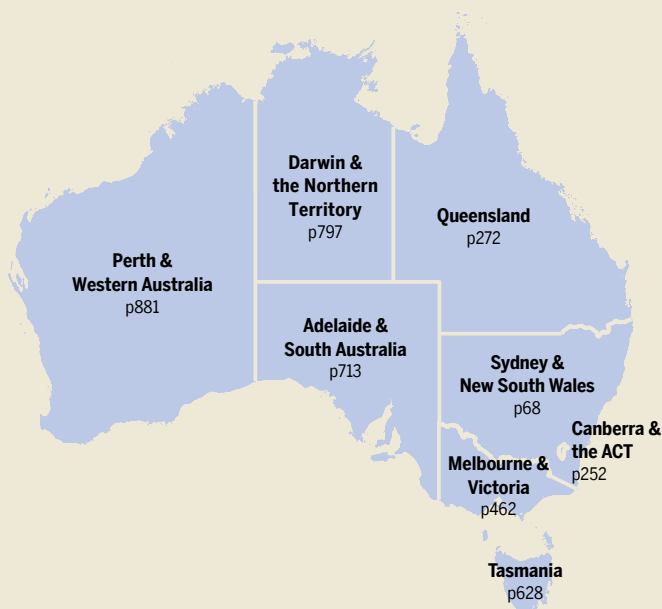 Darwin &
the Northern
Territory
p797
Queensland
p272
Perth &
Western Australia
p881
Adelaide &
South Australia
p713
Sydney &
New South Wales
p68
Canberra &
the ACT
p252
Melbourne &
Victoria
p462
Tasmania
p628